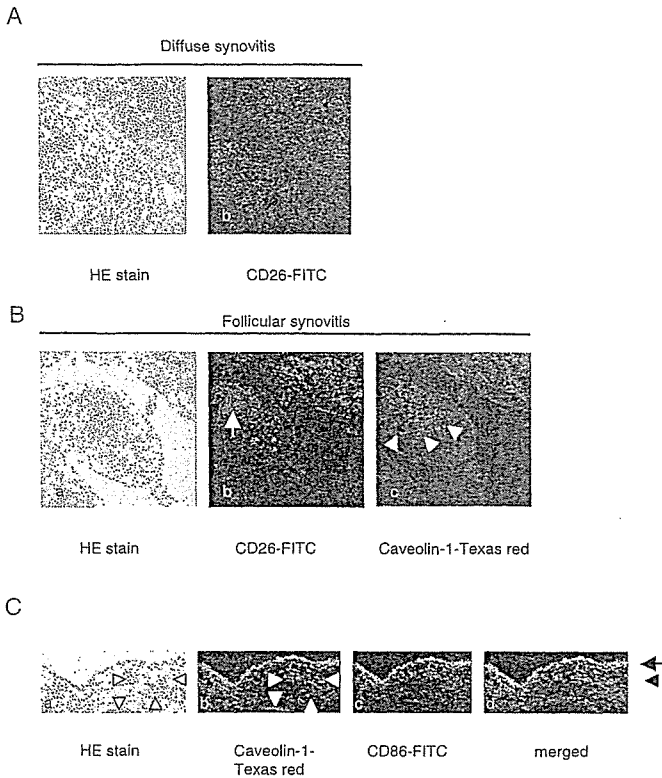 A
Diffuse synovitis
a b
HE stain CD26-FITC
B
Follicular synovitis
a b c
HE stain CD26-FITC Caveolin-1-Texas red
C
a b c d
HE stain Caveolin-1- CD86-FITC merged
Texas red